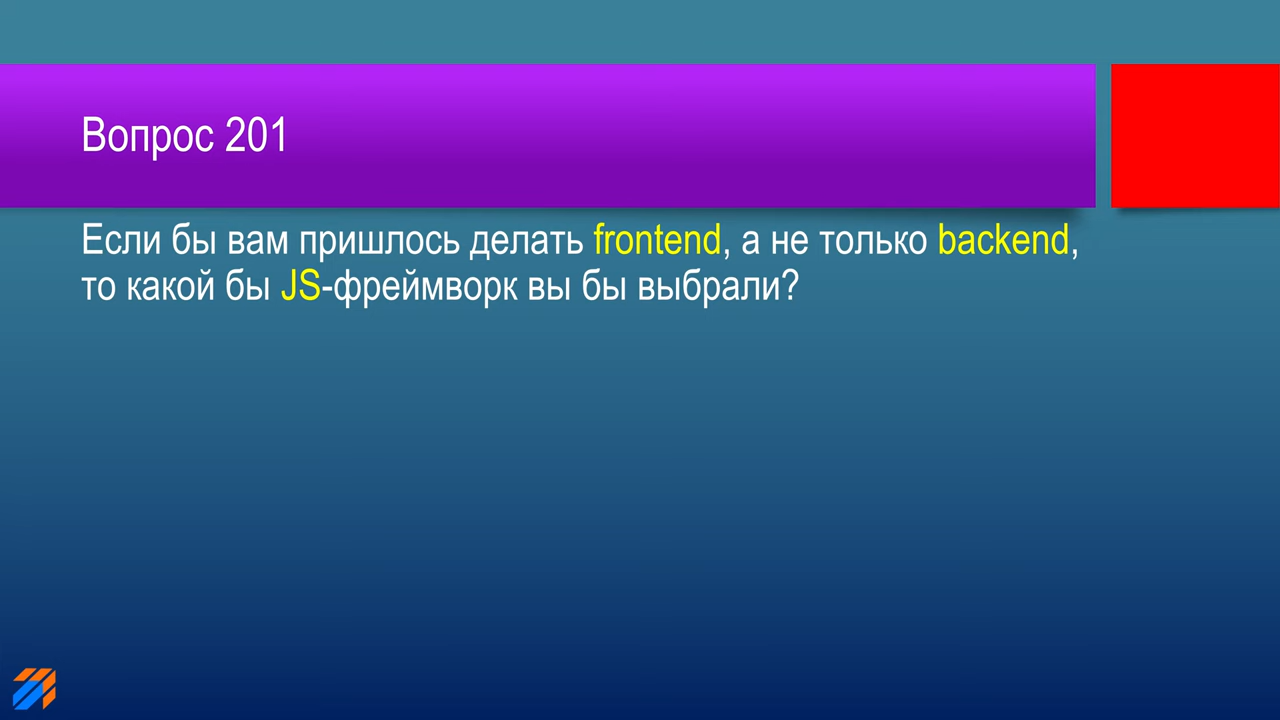 Вопрос 201
Если бы вам пришлось делать frontend, а не только backend,
то какой бы JS-фреймворк вы бы выбрали?